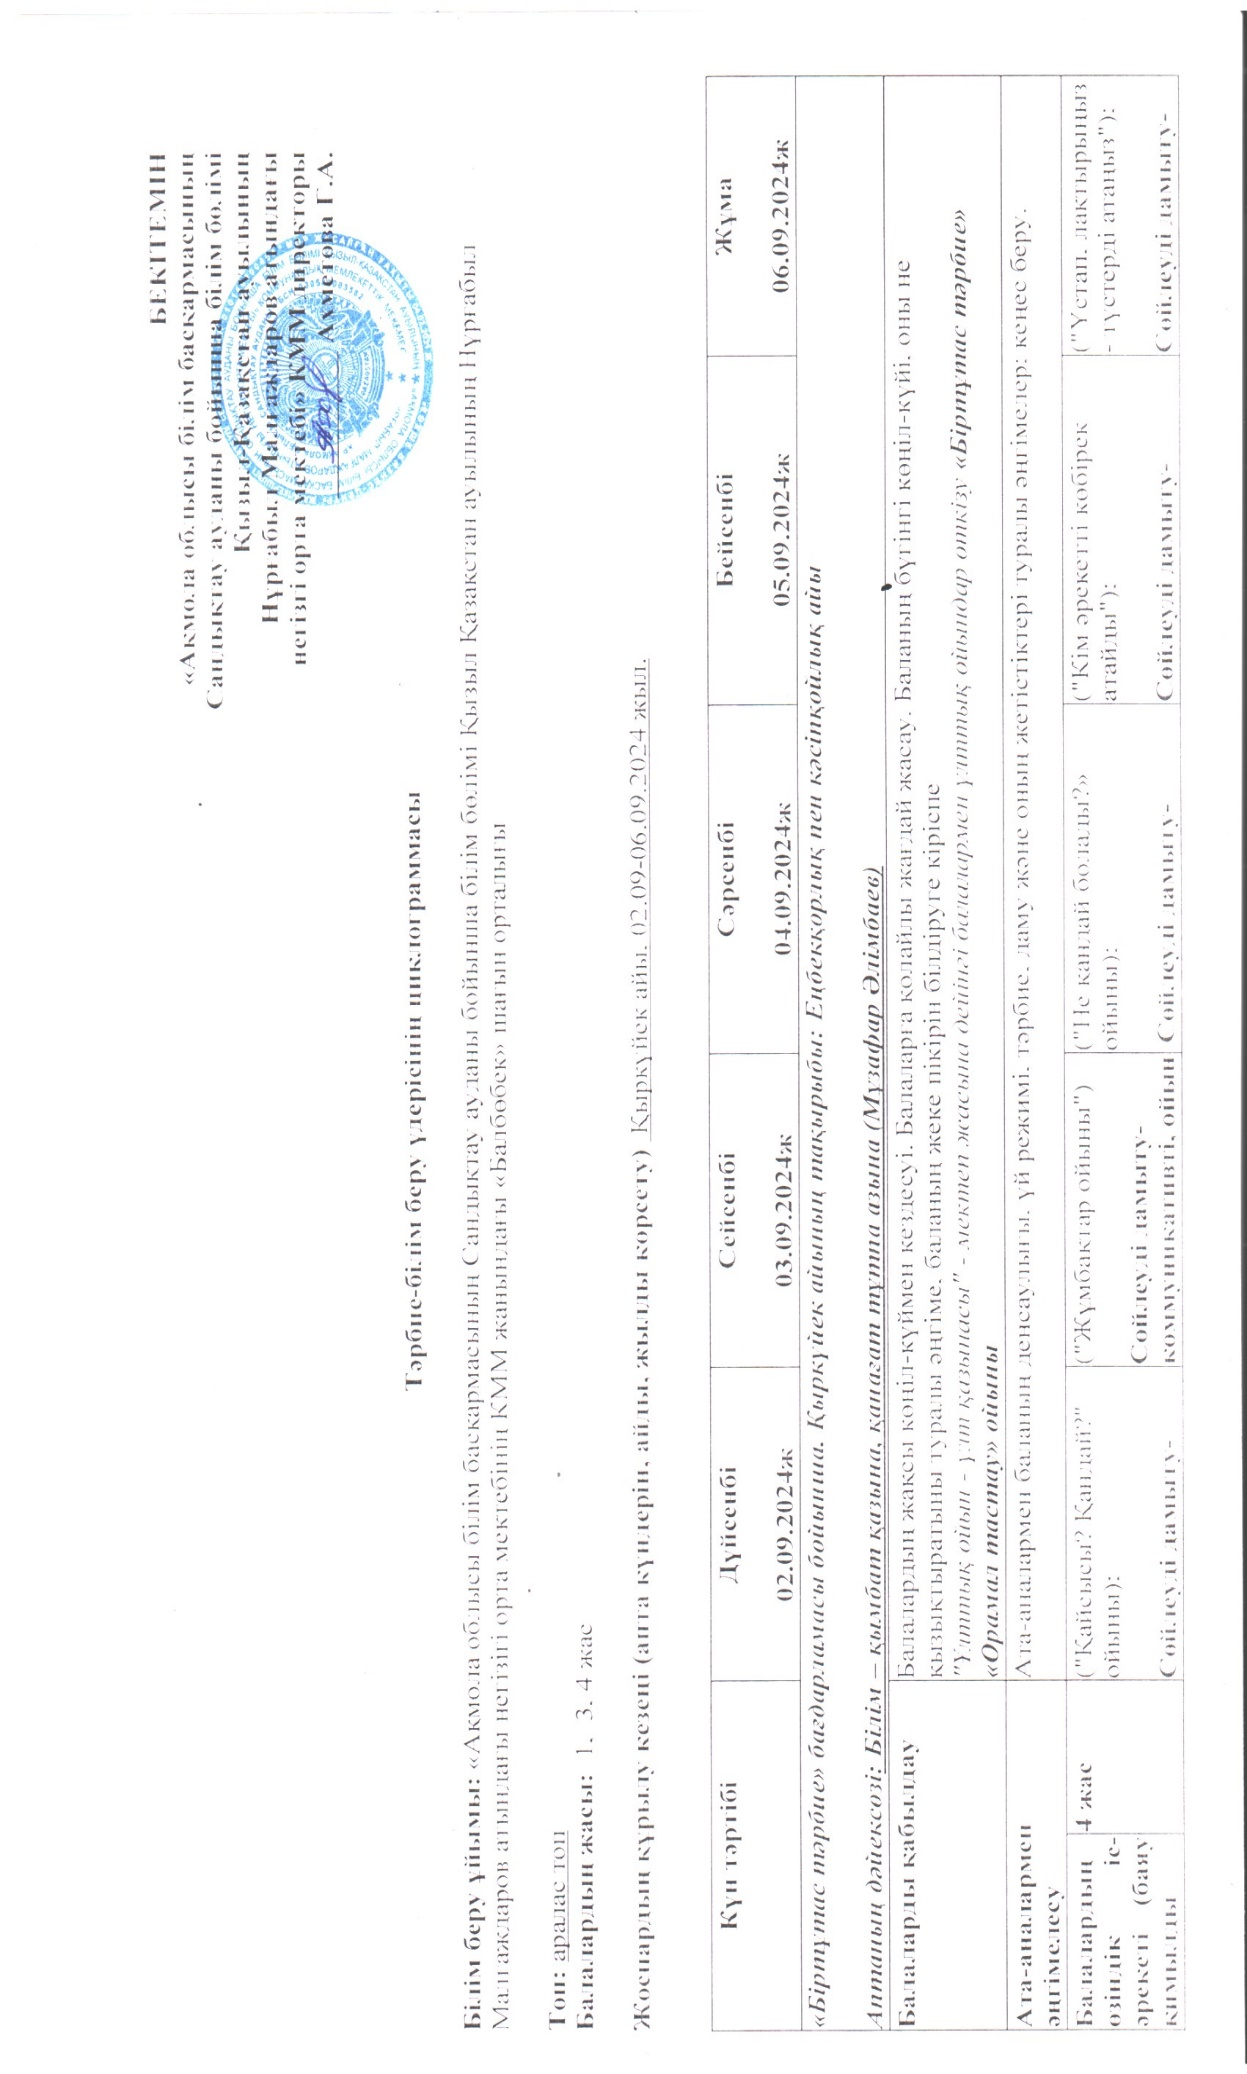 БЕКІТЕМІН
«Ақмола облысы білім басқармасының
Сандықтау ауданы бойынша білім бөлімі
Қызыл Қазақстан ауылының
Нұрғабыл Малғаждаров атындағы
негізгі орта мектебі» КММ директоры
Ахметова Г.А.
Тәрбие-білім беру үдерісінің циклограммасы
Білім беру ұйымы: «Ақмола облысы білім басқармасының Сандықтау ауданы бойынша білім бөлімі Қызыл Қазақстан ауылының Нұрғабыл
Малғаждаров атындағы негізгі орта мектебінің КММ жанындағы «Балбөбек» шағын орталығы
Топ: аралас топ
Балалардың жасы: 1, 3, 4 жас
Жоспардың құрылу кезеңі (апта күндерін, айды, жылды көрсету) Қыркүйек айы, 02.09-06.09.2024 жыл.
Күн тәртібі
Дүйсенбі
02.09.2024ж
Сейсенбі
03.09.2024ж
Сәрсенбі
04.09.2024ж
Бейсенбі
05.09.2024ж
Жұма
06.09.2024ж
«Біртұтас тәрбие» бағдарламасы бойынша. Қыркүйек айының тақырыбы: Еңбекқорлық пен кәсіпқойлық айы
Аптаның дәйексөзі: Білім – қымбат қазына, қанағат тұтпа азына (Мұзафар Әлімбаев)
Балаларды қабылдау
Балалардың жақсы көңіл-күймен кездесуі. Балаларға қолайлы жағдай жасау. Баланың бүгінгі көңіл-күйі, оны не
қызықтыратыны туралы әңгіме, баланың жеке пікірін білдіруге кіріспе
"Ұлттық ойын - ұлт қазынасы" - мектеп жасына дейінгі балалармен ұлттық ойындар өткізу «Біртұтас тәрбие»
«Орамал тастау» ойыны
Ата-аналармен
әңгімелесу
Ата-аналармен баланың денсаулығы, үй режимі, тәрбие, даму және оның жетістіктері туралы әңгімелер; кеңес беру.
Балалардың
өзіндік іс-
әрекеті (баяу
қимылды
4 жас
("Қайсысы? Қандай?"
ойыны):
Сөйлеуді дамыту-
("Жұмбақтар ойыны")
Сөйлеуді дамыту-
коммуникативті, ойын
("Не қандай болады?»
ойыны):
Сөйлеуді дамыту-
("Кім әрекетті көбірек
атайды"):
Сөйлеуді дамыту-
("Ұстап, лақтырыңыз
- түстерді атаңыз"):
Сөйлеуді дамыту-